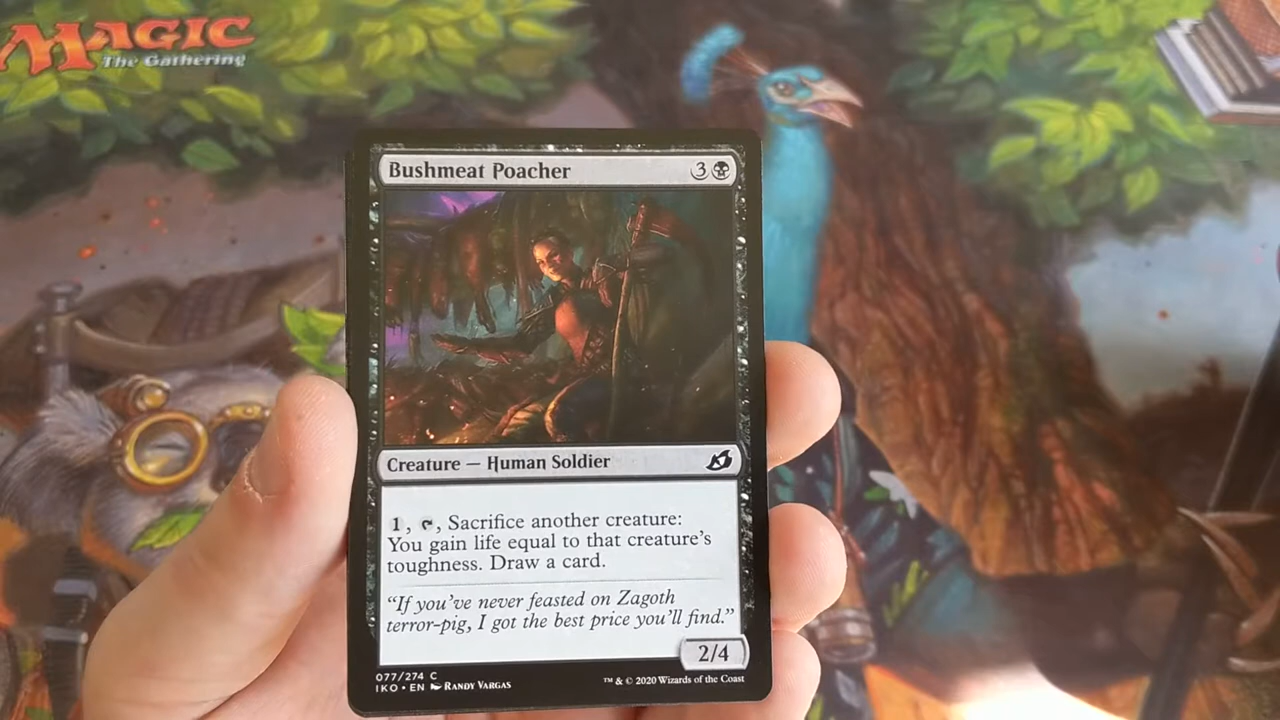 MAGIC
The Gathering
Bushmeat Poacher 3
Creature — Human Soldier
1, , Sacrifice another creature:
You gain life equal to that creature's
toughness. Draw a card.
“If you've never feasted on Zagoth
terror-pig, I got the best price you'll find.”
2/4
077/274 C
IKO • EN RANDY VARGAS
™ & © 2020 Wizards of the Coast